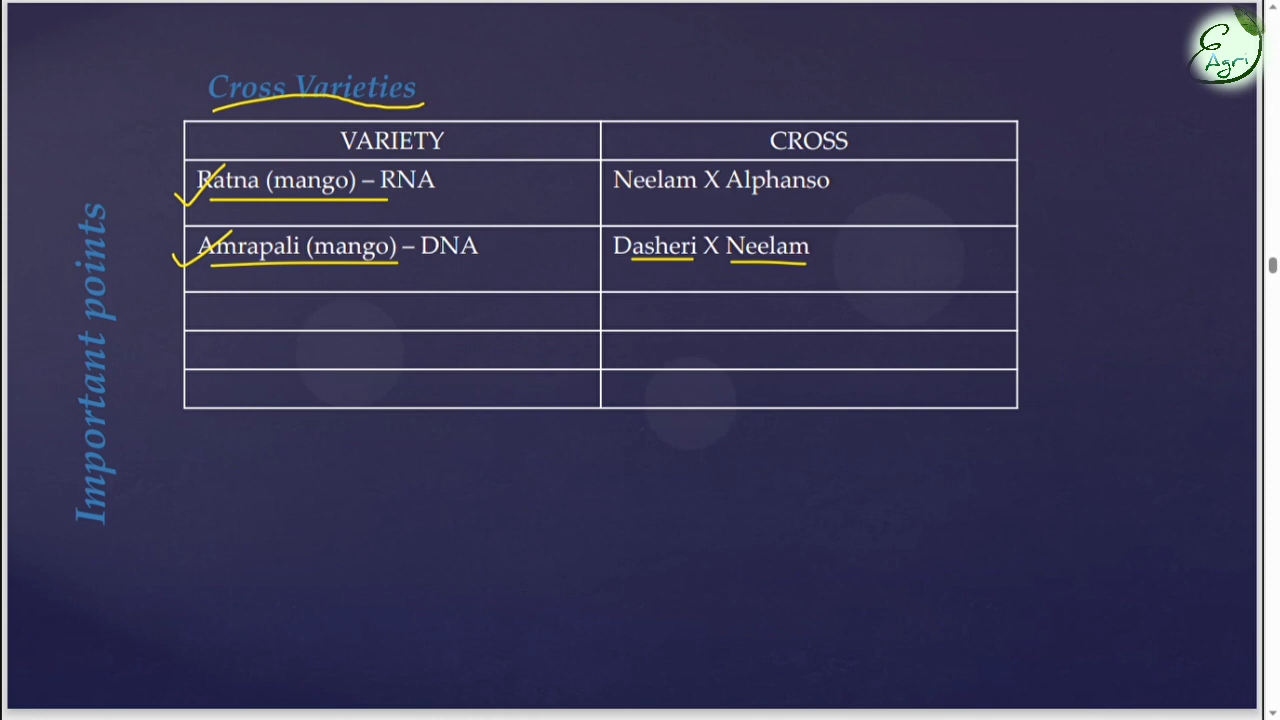 E
Agri
Cross Varieties
VARIETY CROSS
Ratna (mango) – RNA Neelam X Alphanso
Amrapali (mango) – DNA Dasheri X Neelam
Important points